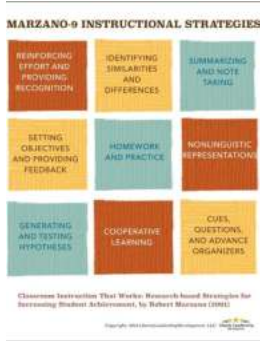 MARZANO-9 INSTRUCTIONAL STRATEGIES
REINFORCING
EFFORT AND
PROVIDING
RECOGNITION
IDENTIFYING
SIMILARITIES
AND
DIFFERENCES
SUMMARIZING
AND NOTE
TAKING
SETTING
OBJECTIVES
AND PROVIDING
FEEDBACK
HOMEWORK
AND PRACTICE
NONLINGUISTIC
REPRESENTATIONS
GENERATING
AND TESTING
HYPOTHESES
COOPERATIVE
LEARNING
CUES,
QUESTIONS,
AND ADVANCE
ORGANIZERS
Classroom Instruction That Works: Research-based Strategies for
Increasing Student Achievement, by Robert Marzano (2001)